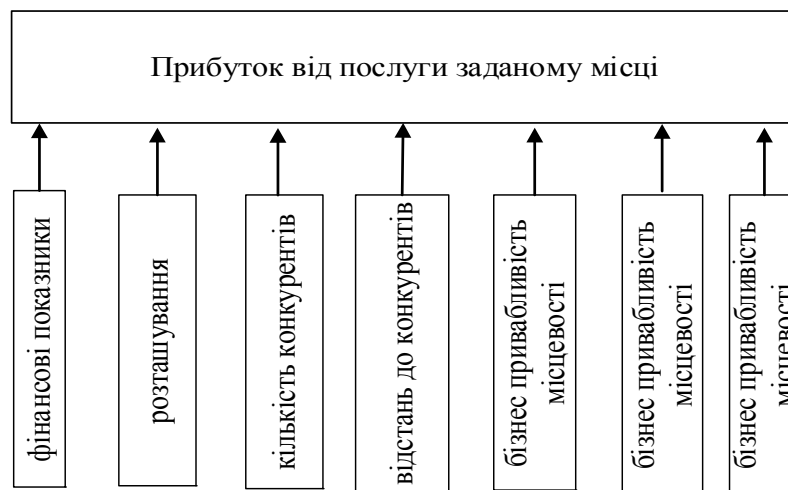 Прибуток від послуги заданому місці
фінансові показники
розташування
кількість конкурентів
відстань до конкурентів
бізнес привабливість
місцевості
бізнес привабливість
місцевості
бізнес привабливість
місцевості